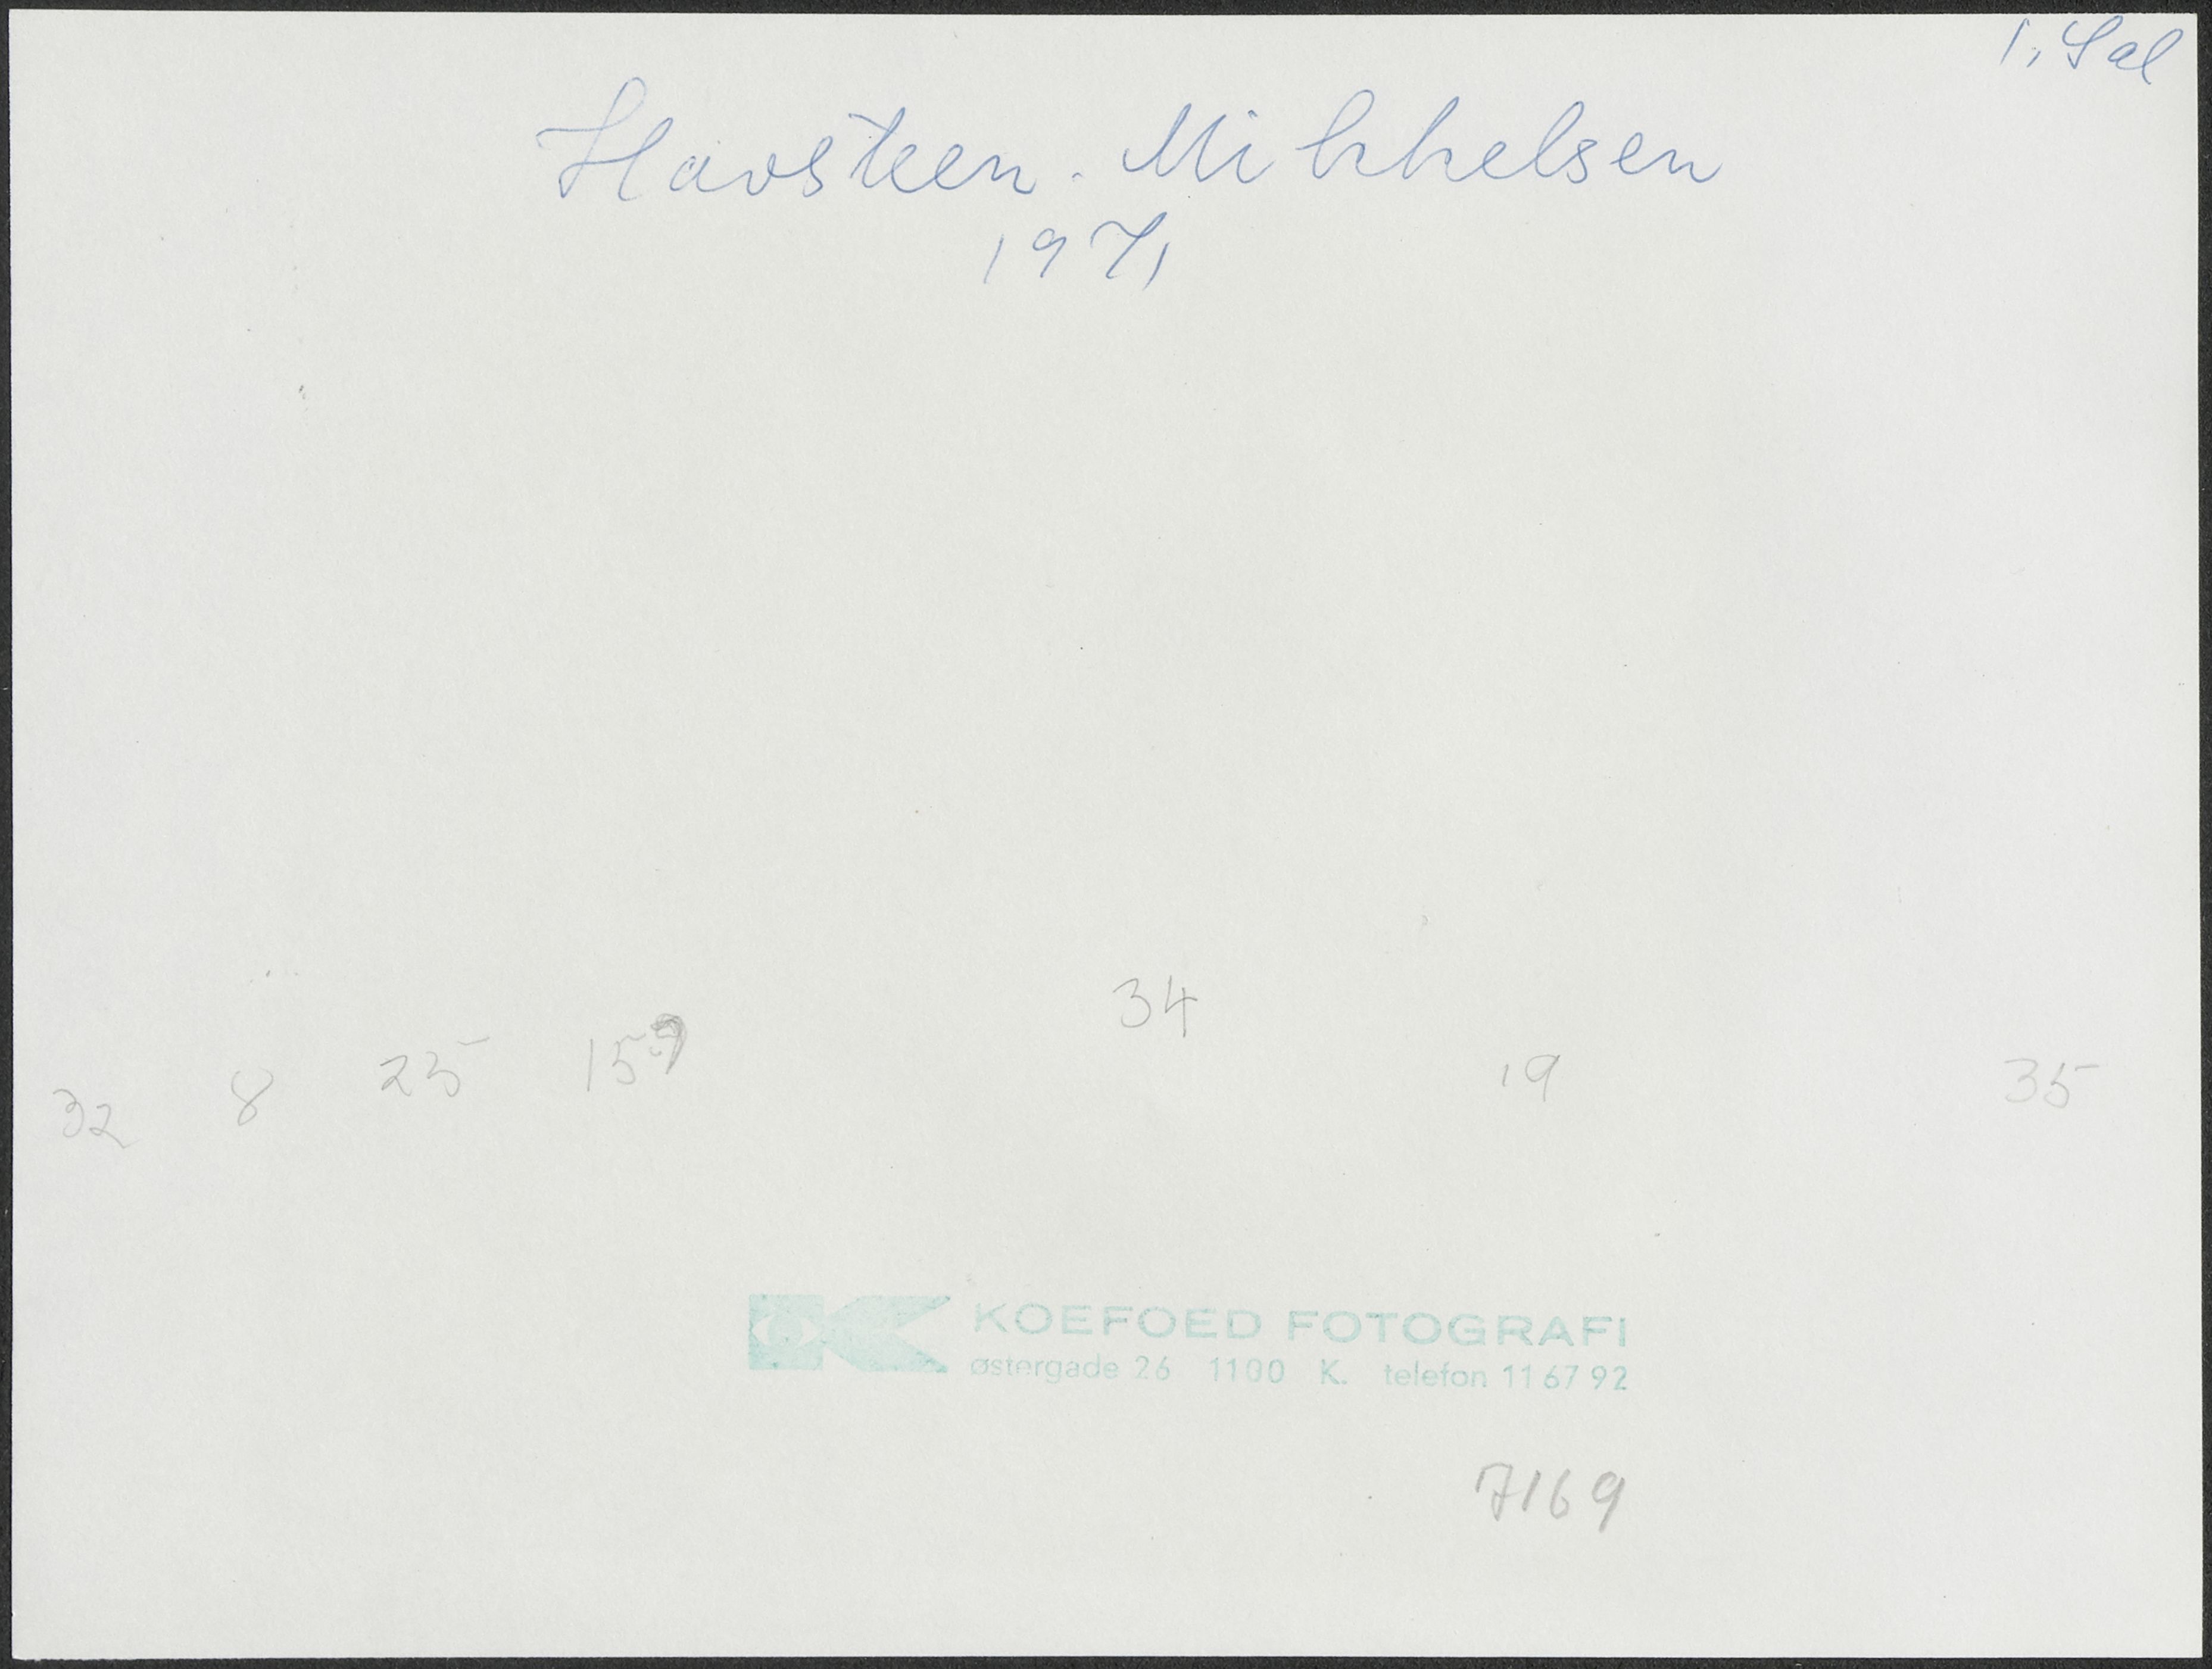 1. Sal
Havsteen-Mikkelsen
1971
34
32 8 25 15 19 35
KOEFOED FOTOGRAFI
østergade 26 1100 K. telefon 11 67 92
7169